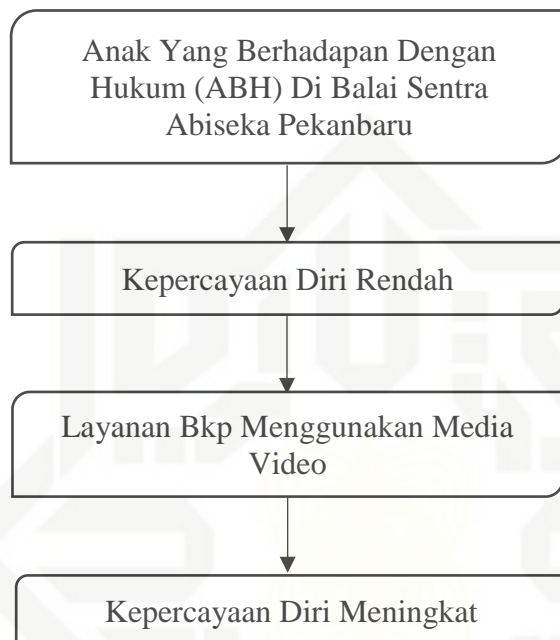 Anak Yang Berhadapan Dengan
Hukum (ABH) Di Balai Sentra
Abiseka Pekanbaru
Kepercayaan Diri Rendah
Layanan Bkp Menggunakan Media
Video
Kepercayaan Diri Meningkat